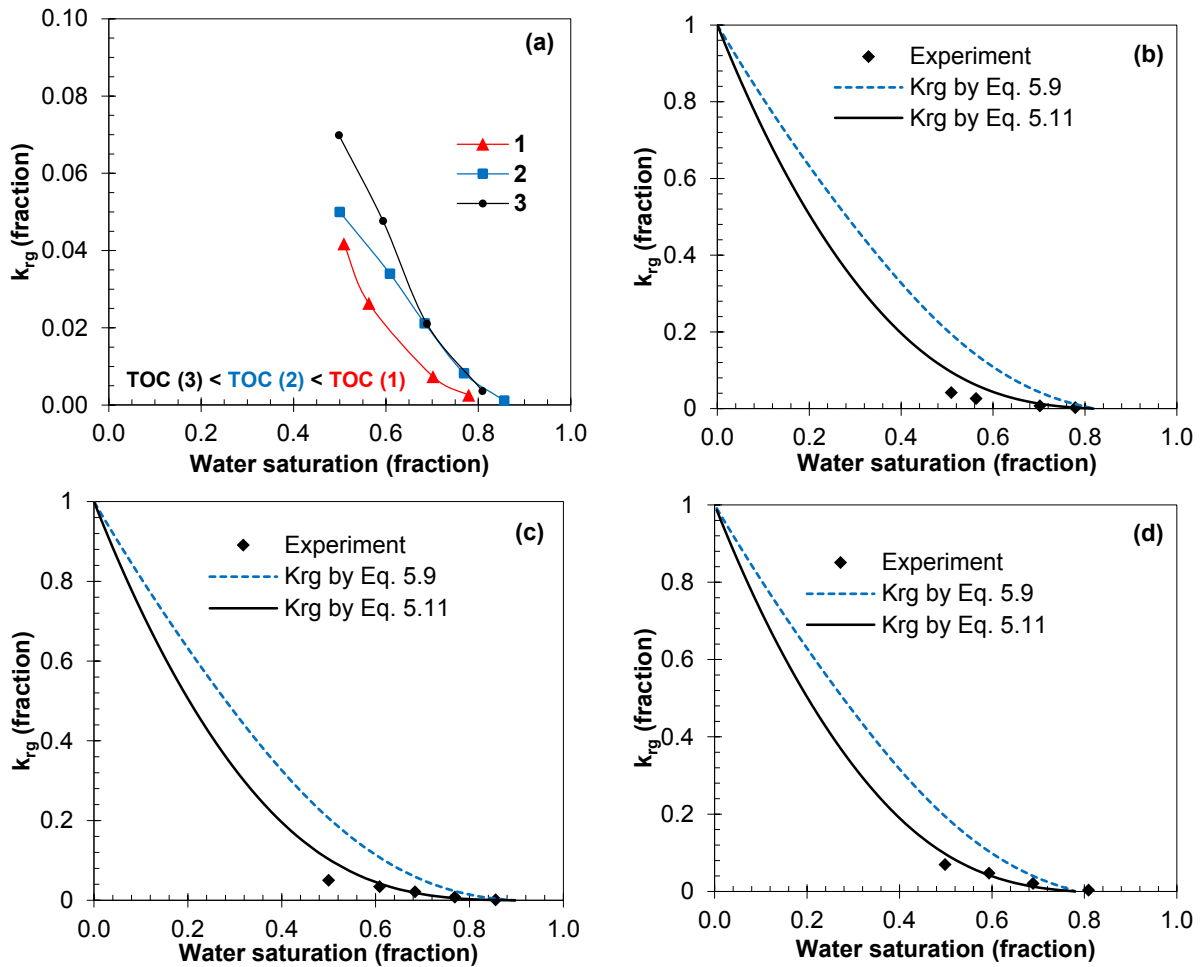 (a)
k_rg (fraction)
0.10
0.08
0.06
0.04
0.02
0.00
1
2
3
TOC (3) < TOC (2) < TOC (1)
0.0 0.2 0.4 0.6 0.8 1.0
Water saturation (fraction)
(b)
k_rg (fraction)
1
0.8
0.6
0.4
0.2
0
Experiment
Krg by Eq. 5.9
Krg by Eq. 5.11
0.0 0.2 0.4 0.6 0.8 1.0
Water saturation (fraction)
(c)
k_rg (fraction)
1
0.8
0.6
0.4
0.2
0
Experiment
Krg by Eq. 5.9
Krg by Eq. 5.11
0.0 0.2 0.4 0.6 0.8 1.0
Water saturation (fraction)
(d)
k_rg (fraction)
1
0.8
0.6
0.4
0.2
0
Experiment
Krg by Eq. 5.9
Krg by Eq. 5.11
0.0 0.2 0.4 0.6 0.8 1.0
Water saturation (fraction)